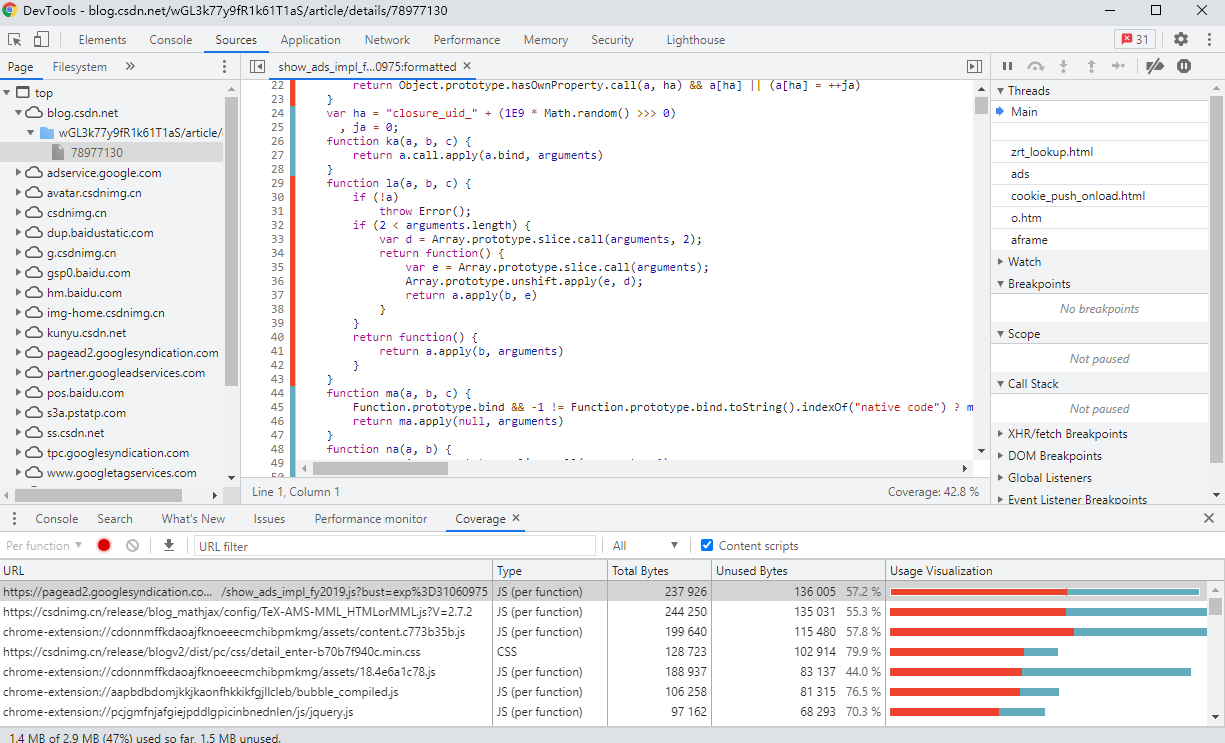 DevTools - blog.csdn.net/wGL3k77y9fR1k61T1aS/article/details/78977130
Elements Console Sources Application Network Performance Memory Security Lighthouse 31
Page Filesystem » show_ads_impl_f...0975:formatted ×
top
blog.csdn.net
wGL3k77y9fR1k61T1aS/article/
78977130
adservice.google.com
avatar.csdnimg.cn
csdnimg.cn
dup.baidustatic.com
g.csdnimg.cn
gsp0.baidu.com
hm.baidu.com
img-home.csdnimg.cn
kunyu.csdn.net
pagead2.googlesyndication.com
partner.googleadservices.com
pos.baidu.com
s3a.pstatp.com
ss.csdn.net
tpc.googlesyndication.com
www.googletagservices.com
22 return Object.prototype.hasOwnProperty.call(a, ha) && a[ha] || (a[ha] = ++ja)
23 }
24 var ha = "closure_uid_" + (1E9 * Math.random() >>> 0)
25 , ja = 0;
26 function ka(a, b, c) {
27 return a.call.apply(a.bind, arguments)
28 }
29 function la(a, b, c) {
30 if (!a)
31 throw Error();
32 if (2 < arguments.length) {
33 var d = Array.prototype.slice.call(arguments, 2);
34 return function() {
35 var e = Array.prototype.slice.call(arguments);
36 Array.prototype.unshift.apply(e, d);
37 return a.apply(b, e)
38 }
39 }
40 return function() {
41 return a.apply(b, arguments)
42 }
43 }
44 function ma(a, b, c) {
45 Function.prototype.bind && -1 != Function.prototype.bind.toString().indexOf("native code") ? m
46 return ma.apply(null, arguments)
47 }
48 function na(a, b) {
49
Line 1, Column 1 Coverage: 42.8 %
Threads
Main
zrt_lookup.html
ads
cookie_push_onload.html
o.htm
aframe
Watch
Breakpoints
No breakpoints
Scope
Not paused
Call Stack
Not paused
XHR/fetch Breakpoints
DOM Breakpoints
Global Listeners
Event Listener Breakpoints
Console Search What's New Issues Performance monitor Coverage ×
Per function URL filter All Content scripts
URL Type Total Bytes Unused Bytes Usage Visualization
https://pagead2.googlesyndication.co... /show_ads_impl_fy2019.js?bust=exp%3D31060975 JS (per function) 237 926 136 005 57.2 %
https://csdnimg.cn/release/blog_mathjax/config/TeX-AMS-MML_HTMLorMML.js?V=2.7.2 JS (per function) 244 250 135 031 55.3 %
chrome-extension://cdonnmffkdaoajfknoeeecmchibpmkmg/assets/content.c773b35b.js JS (per function) 199 640 115 480 57.8 %
https://csdnimg.cn/release/blogv2/dist/pc/css/detail_enter-b70b7f940c.min.css CSS 128 723 102 914 79.9 %
chrome-extension://cdonnmffkdaoajfknoeeecmchibpmkmg/assets/18.4e6a1c78.js JS (per function) 188 937 83 137 44.0 %
chrome-extension://aapbdbdomjkkjkaonfhkkikfgjllcleb/bubble_compiled.js JS (per function) 106 258 81 315 76.5 %
chrome-extension://pcjgmfnjafgiejpddlgpicinbnednlen/js/jquery.js JS (per function) 97 162 68 293 70.3 %
1.4 MB of 2.9 MB (47%) used so far, 1.5 MB unused.